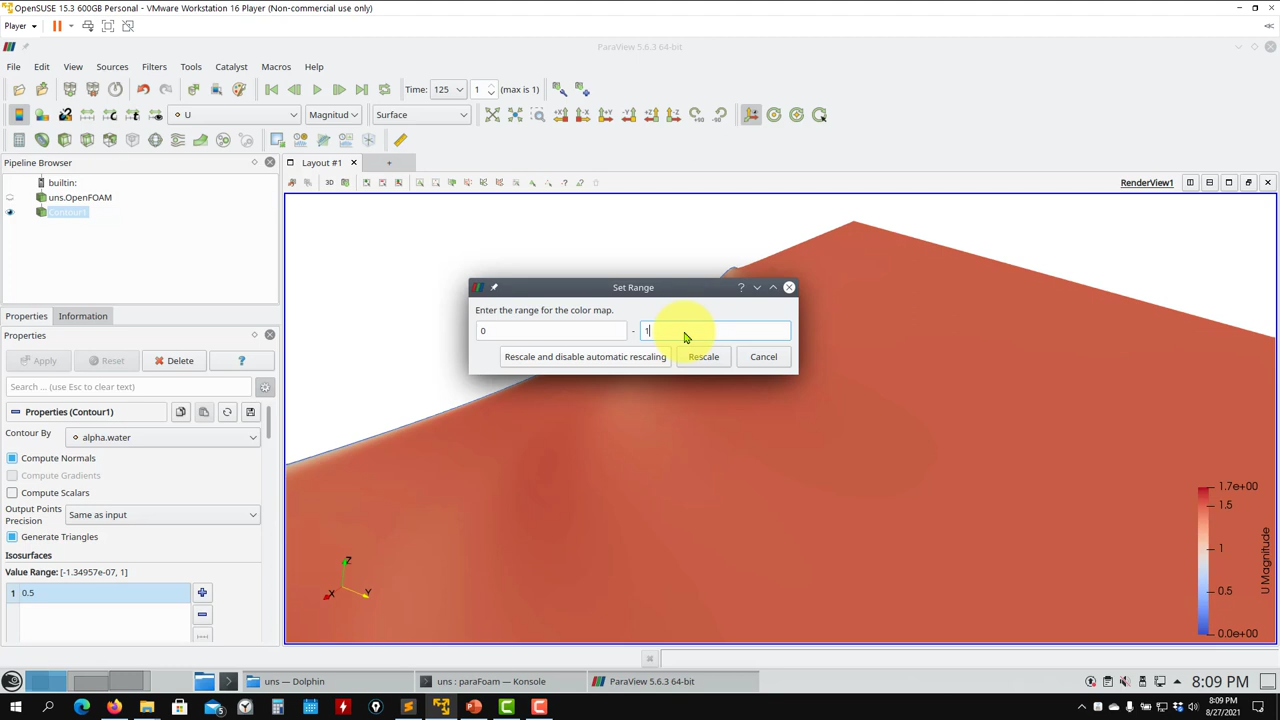 OpenSUSE 15.3 600GB Personal - VMware Workstation 16 Player (Non-commercial use only)
Player
ParaView 5.6.3 64-bit
File Edit View Sources Filters Tools Catalyst Macros Help
Time: 125 1 (max is 1)
U Magnitud Surface
+X -X +Y -Y +Z -Z +90 -90
Pipeline Browser
Layout #1 +
builtin:
uns.OpenFOAM
Contour1
3D
RenderView1
Set Range
Enter the range for the color map.
0 - 1
Rescale and disable automatic rescaling Rescale Cancel
Properties Information
Properties
Apply Reset Delete ?
Search ... (use Esc to clear text)
Properties (Contour1)
Contour By alpha.water
Compute Normals
Compute Gradients
Compute Scalars
Output Points Precision Same as input
Generate Triangles
Isosurfaces
Value Range: [-1.34957e-07, 1]
1 0.5
Z
X
Y
1.7e+00
1.5
1
0.5
0.0e+00
U Magnitude
uns — Dolphin uns : paraFoam — Konsole ParaView 5.6.3 64-bit 8:09 PM
8:09 PM
8/27/2021